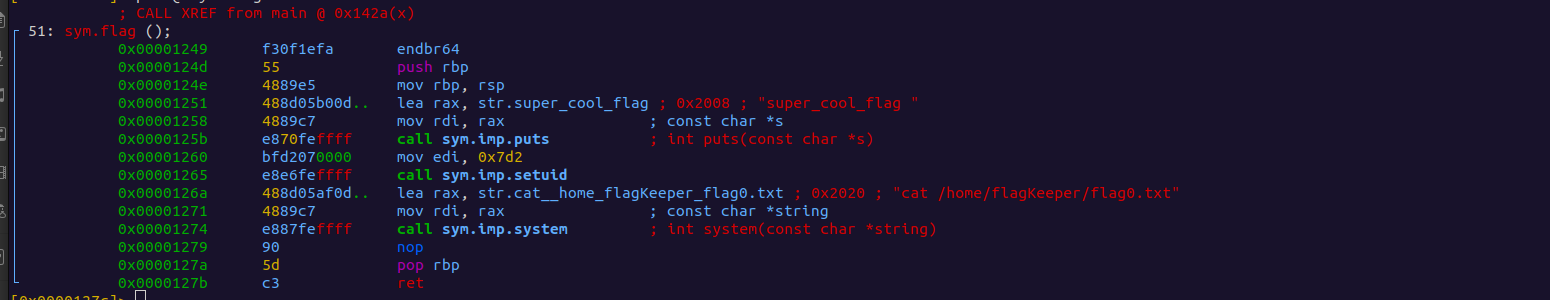 ; CALL XREF from main @ 0x142a(x)
51: sym.flag ();
0x00001249 f30f1efa endbr64
0x0000124d 55 push rbp
0x0000124e 4889e5 mov rbp, rsp
0x00001251 488d05b00d.. lea rax, str.super_cool_flag ; 0x2008 ; "super_cool_flag "
0x00001258 4889c7 mov rdi, rax ; const char *s
0x0000125b e870feffff call sym.imp.puts ; int puts(const char *s)
0x00001260 bfd2070000 mov edi, 0x7d2
0x00001265 e8e6feffff call sym.imp.setuid
0x0000126a 488d05af0d.. lea rax, str.cat__home_flagKeeper_flag0.txt ; 0x2020 ; "cat /home/flagKeeper/flag0.txt"
0x00001271 4889c7 mov rdi, rax ; const char *string
0x00001274 e887feffff call sym.imp.system ; int system(const char *string)
0x00001279 90 nop
0x0000127a 5d pop rbp
0x0000127b c3 ret